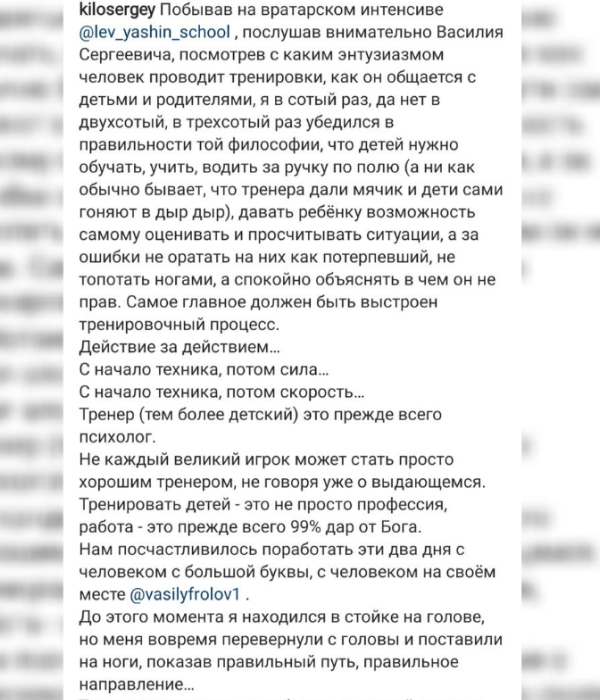 kilosergey Побывав на вратарском интенсиве
@lev_yashin_school , послушав внимательно Василия
Сергеевича, посмотрев с каким энтузиазмом
человек проводит тренировки, как он общается с
детьми и родителями, я в сотый раз, да нет в
двухсотый, в трехсотый раз убедился в
правильности той философии, что детей нужно
обучать, учить, водить за ручку по полю (а ни как
обычно бывает, что тренера дали мячик и дети сами
гоняют в дыр дыр), давать ребёнку возможность
самому оценивать и просчитывать ситуации, а за
ошибки не оратать на них как потерпевший, не
топотать ногами, а спокойно объяснять в чем он не
прав. Самое главное должен быть выстроен
тренировочный процесс.
Действие за действием…
С начало техника, потом сила…
С начало техника, потом скорость…
Тренер (тем более детский) это прежде всего
психолог.
Не каждый великий игрок может стать просто
хорошим тренером, не говоря уже о выдающемся.
Тренировать детей - это не просто профессия,
работа - это прежде всего 99% дар от Бога.
Нам посчастливилось поработать эти два дня с
человеком с большой буквы, с человеком на своём
месте @vasilyfrolov1 .
До этого момента я находился в стойке на голове,
но меня вовремя перевернули с головы и поставили
на ноги, показав правильный путь, правильное
направление…